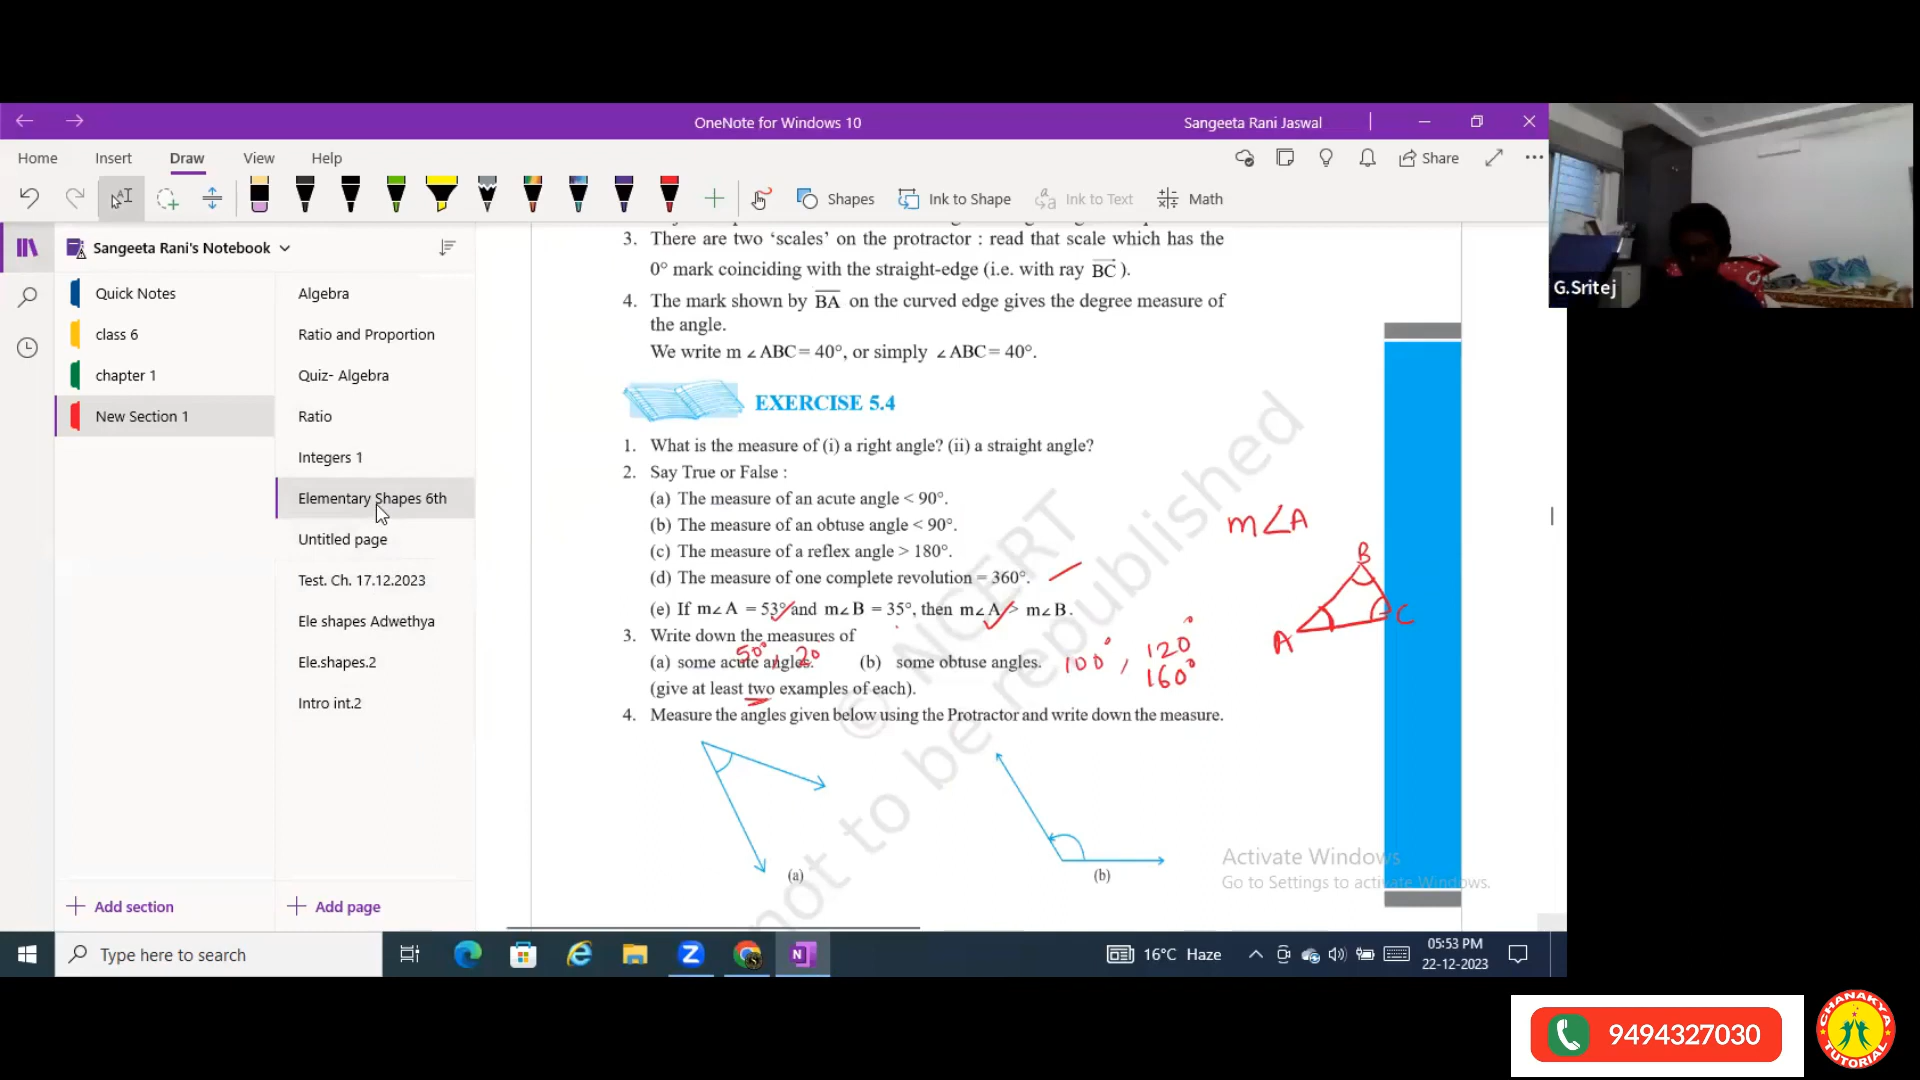 OneNote for Windows 10
Sangeeta Rani Jaswal
Home Insert Draw View Help
Share
Shapes Ink to Shape Ink to Text Math
Sangeeta Rani's Notebook
Quick Notes
class 6
chapter 1
New Section 1
Algebra
Ratio and Proportion
Quiz- Algebra
Ratio
Integers 1
Elementary Shapes 6th
Untitled page
Test. Ch. 17.12.2023
Ele shapes Adwethya
Ele.shapes.2
Intro int.2
Add section
Add page
3. There are two ‘scales’ on the protractor : read that scale which has the
0° mark coinciding with the straight-edge (i.e. with ray BC ).
4. The mark shown by BA on the curved edge gives the degree measure of
the angle.
We write m ∠ABC= 40°, or simply ∠ABC= 40°.
EXERCISE 5.4
1. What is the measure of (i) a right angle? (ii) a straight angle?
2. Say True or False :
(a) The measure of an acute angle < 90°.
(b) The measure of an obtuse angle < 90°.
(c) The measure of a reflex angle > 180°.
(d) The measure of one complete revolution = 360°.
(e) If m∠A = 53° and m∠B = 35°, then m∠A > m∠B.
3. Write down the measures of
(a) some acute angles. (b) some obtuse angles.
(give at least two examples of each).
4. Measure the angles given below using the Protractor and write down the measure.
(a)
(b)
50°, 20
100°, 120°
160°
m∠A
B
A
C
© NCERT
not to be republished
Activate Windows
Go to Settings to activate Windows.
Type here to search
16°C Haze
05:53 PM
22-12-2023
G.Sritej
9494327030
CHANAKYA
TUTORIAL